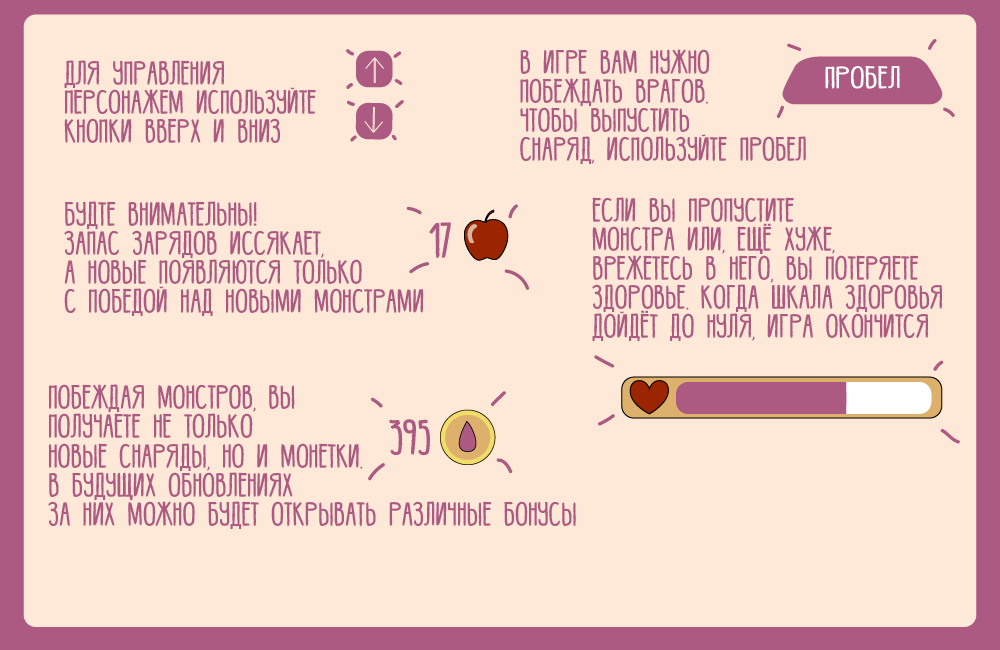 ДЛЯ УПРАВЛЕНИЯ
ПЕРСОНАЖЕМ ИСПОЛЬЗУЙТЕ
КНОПКИ ВВЕРХ И ВНИЗ
В ИГРЕ ВАМ НУЖНО
ПОБЕЖДАТЬ ВРАГОВ.
ЧТОБЫ ВЫПУСТИТЬ
СНАРЯД, ИСПОЛЬЗУЙТЕ ПРОБЕЛ
ПРОБЕЛ
БУДТЕ ВНИМАТЕЛЬНЫ!
ЗАПАС ЗАРЯДОВ ИССЯКАЕТ,
А НОВЫЕ ПОЯВЛЯЮТСЯ ТОЛЬКО
С ПОБЕДОЙ НАД НОВЫМИ МОНСТРАМИ
17
ЕСЛИ ВЫ ПРОПУСТИТЕ
МОНСТРА ИЛИ, ЕЩЁ ХУЖЕ,
ВРЕЖЕТЕСЬ В НЕГО, ВЫ ПОТЕРЯЕТЕ
ЗДОРОВЬЕ. КОГДА ШКАЛА ЗДОРОВЬЯ
ДОЙДЁТ ДО НУЛЯ, ИГРА ОКОНЧИТСЯ
ПОБЕЖДАЯ МОНСТРОВ, ВЫ
ПОЛУЧАЕТЕ НЕ ТОЛЬКО
НОВЫЕ СНАРЯДЫ, НО И МОНЕТКИ.
В БУДУЩИХ ОБНОВЛЕНИЯХ
ЗА НИХ МОЖНО БУДЕТ ОТКРЫВАТЬ РАЗЛИЧНЫЕ БОНУСЫ
395